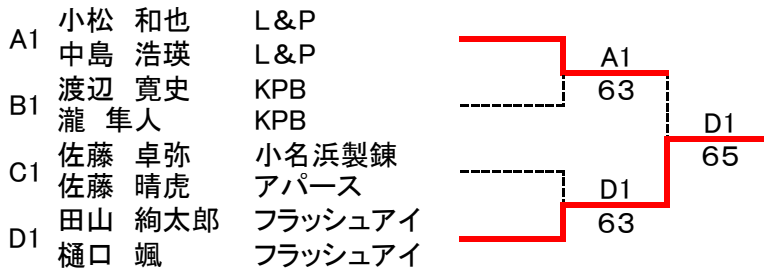 A1 小松 和也 L&P
中島 浩瑛 L&P
B1 渡辺 寛史 KPB
瀧 隼人 KPB
C1 佐藤 卓弥 小名浜製錬
佐藤 晴虎 アパース
D1 田山 絢太郎 フラッシュアイ
樋口 颯 フラッシュアイ
A1
63
D1
63
D1
65